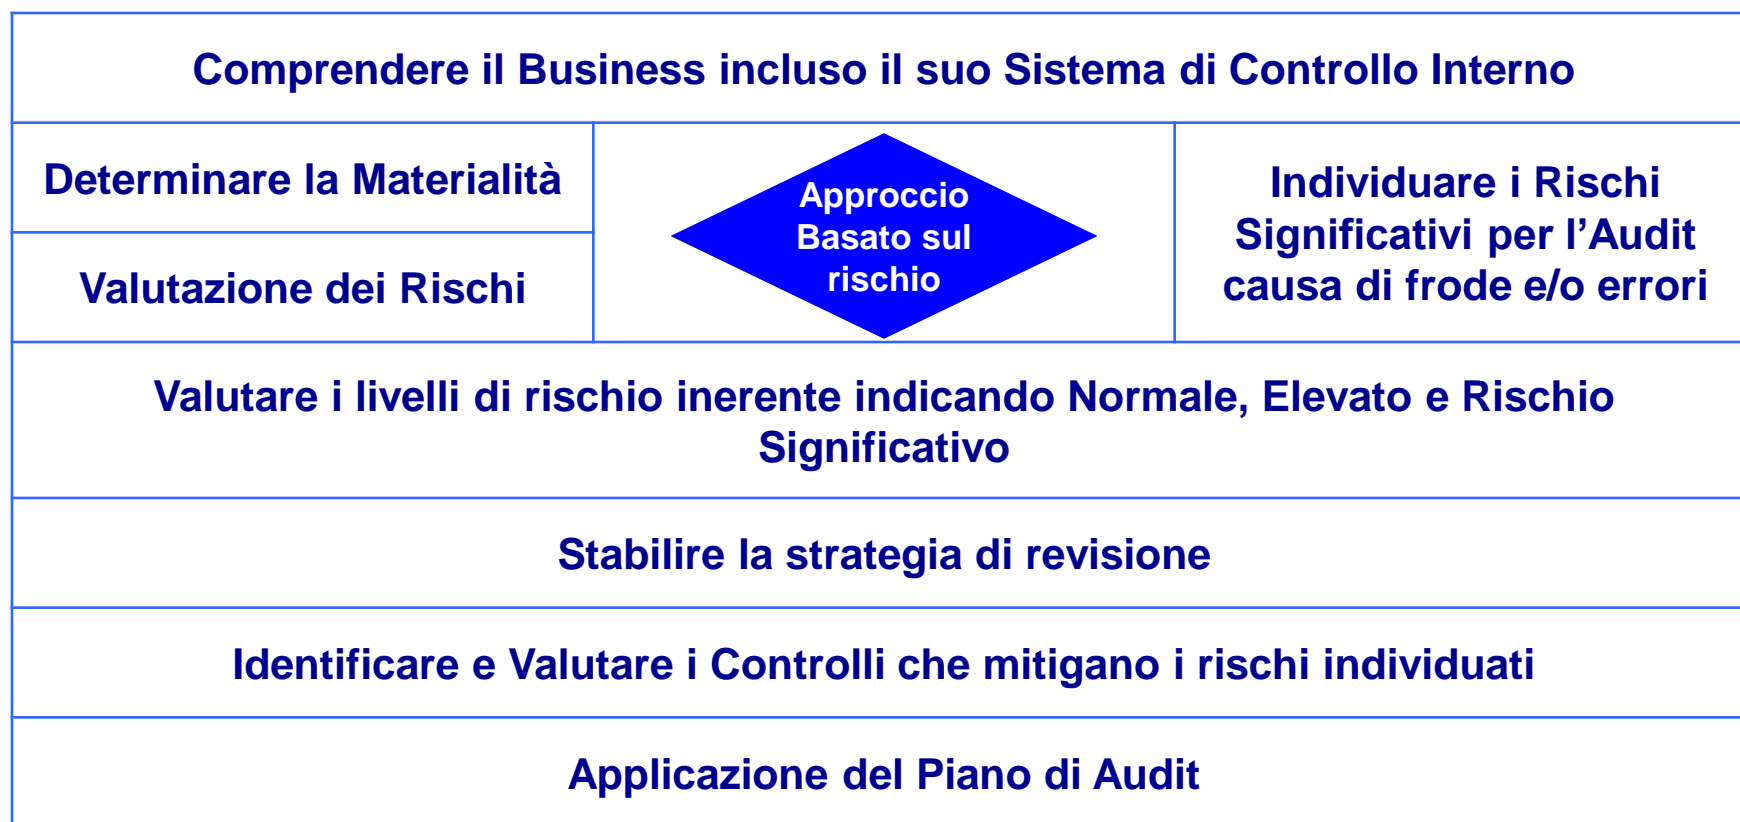 Comprendere il Business incluso il suo Sistema di Controllo Interno
Determinare la Materialità
Valutazione dei Rischi
Approccio
Basato sul
rischio
Individuare i Rischi
Significativi per l’Audit
causa di frode e/o errori
Valutare i livelli di rischio inerente indicando Normale, Elevato e Rischio
Significativo
Stabilire la strategia di revisione
Identificare e Valutare i Controlli che mitigano i rischi individuati
Applicazione del Piano di Audit